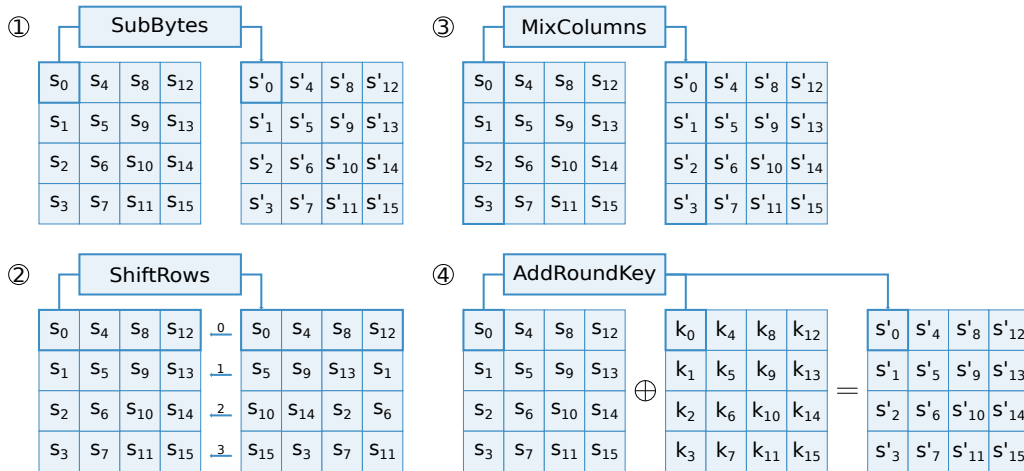 ① SubBytes
s₀ s₄ s₈ s₁₂ s'₀ s'₄ s'₈ s'₁₂
s₁ s₅ s₉ s₁₃ s'₁ s'₅ s'₉ s'₁₃
s₂ s₆ s₁₀ s₁₄ s'₂ s'₆ s'₁₀ s'₁₄
s₃ s₇ s₁₁ s₁₅ s'₃ s'₇ s'₁₁ s'₁₅
② ShiftRows
s₀ s₄ s₈ s₁₂ 0 s₀ s₄ s₈ s₁₂
s₁ s₅ s₉ s₁₃ 1 s₅ s₉ s₁₃ s₁
s₂ s₆ s₁₀ s₁₄ 2 s₁₀ s₁₄ s₂ s₆
s₃ s₇ s₁₁ s₁₅ 3 s₁₅ s₃ s₇ s₁₁
③ MixColumns
s₀ s₄ s₈ s₁₂ s'₀ s'₄ s'₈ s'₁₂
s₁ s₅ s₉ s₁₃ s'₁ s'₅ s'₉ s'₁₃
s₂ s₆ s₁₀ s₁₄ s'₂ s'₆ s'₁₀ s'₁₄
s₃ s₇ s₁₁ s₁₅ s'₃ s'₇ s'₁₁ s'₁₅
④ AddRoundKey
s₀ s₄ s₈ s₁₂ k₀ k₄ k₈ k₁₂ s'₀ s'₄ s'₈ s'₁₂
s₁ s₅ s₉ s₁₃ k₁ k₅ k₉ k₁₃ s'₁ s'₅ s'₉ s'₁₃
⊕ =
s₂ s₆ s₁₀ s₁₄ k₂ k₆ k₁₀ k₁₄ s'₂ s'₆ s'₁₀ s'₁₄
s₃ s₇ s₁₁ s₁₅ k₃ k₇ k₁₁ k₁₅ s'₃ s'₇ s'₁₁ s'₁₅